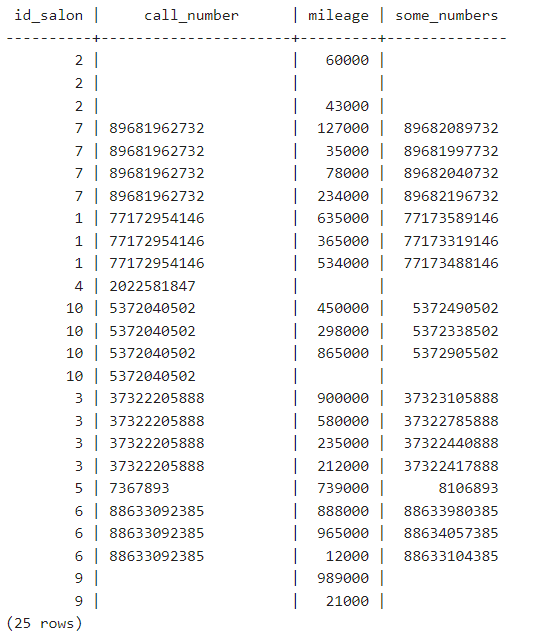 id_salon |     call_number      | mileage | some_numbers
----------+----------------------+---------+--------------
        2 |                      |   60000 |
        2 |                      |         |
        2 |                      |   43000 |
        7 | 89681962732          |  127000 |  89682089732
        7 | 89681962732          |   35000 |  89681997732
        7 | 89681962732          |   78000 |  89682040732
        7 | 89681962732          |  234000 |  89682196732
        1 | 77172954146          |  635000 |  77173589146
        1 | 77172954146          |  365000 |  77173319146
        1 | 77172954146          |  534000 |  77173488146
        4 | 2022581847           |         |
       10 | 5372040502           |  450000 |   5372490502
       10 | 5372040502           |  298000 |   5372338502
       10 | 5372040502           |  865000 |   5372905502
       10 | 5372040502           |         |
        3 | 37322205888          |  900000 |  37323105888
        3 | 37322205888          |  580000 |  37322785888
        3 | 37322205888          |  235000 |  37322440888
        3 | 37322205888          |  212000 |  37322417888
        5 | 7367893              |  739000 |      8106893
        6 | 88633092385          |  888000 |  88633980385
        6 | 88633092385          |  965000 |  88634057385
        6 | 88633092385          |   12000 |  88633104385
        9 |                      |  989000 |
        9 |                      |   21000 |
(25 rows)